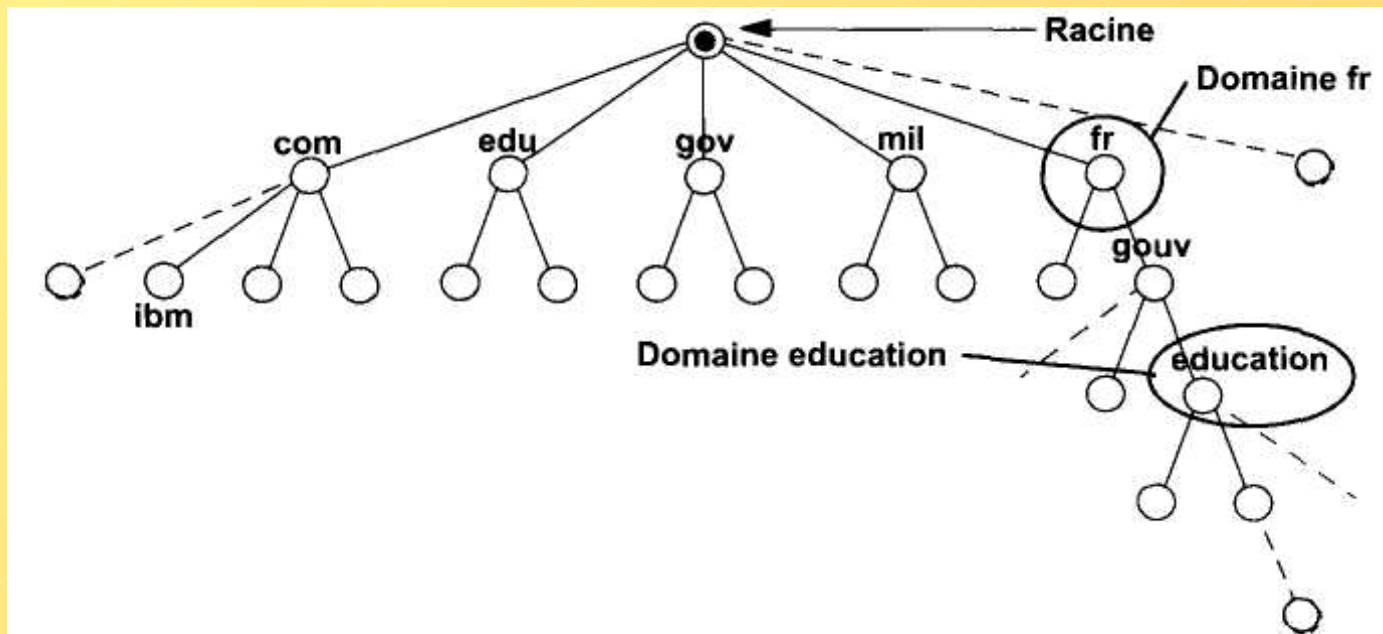 Racine
Domaine fr
com
edu
gov
mil
fr
gouv
ibm
Domaine education
education